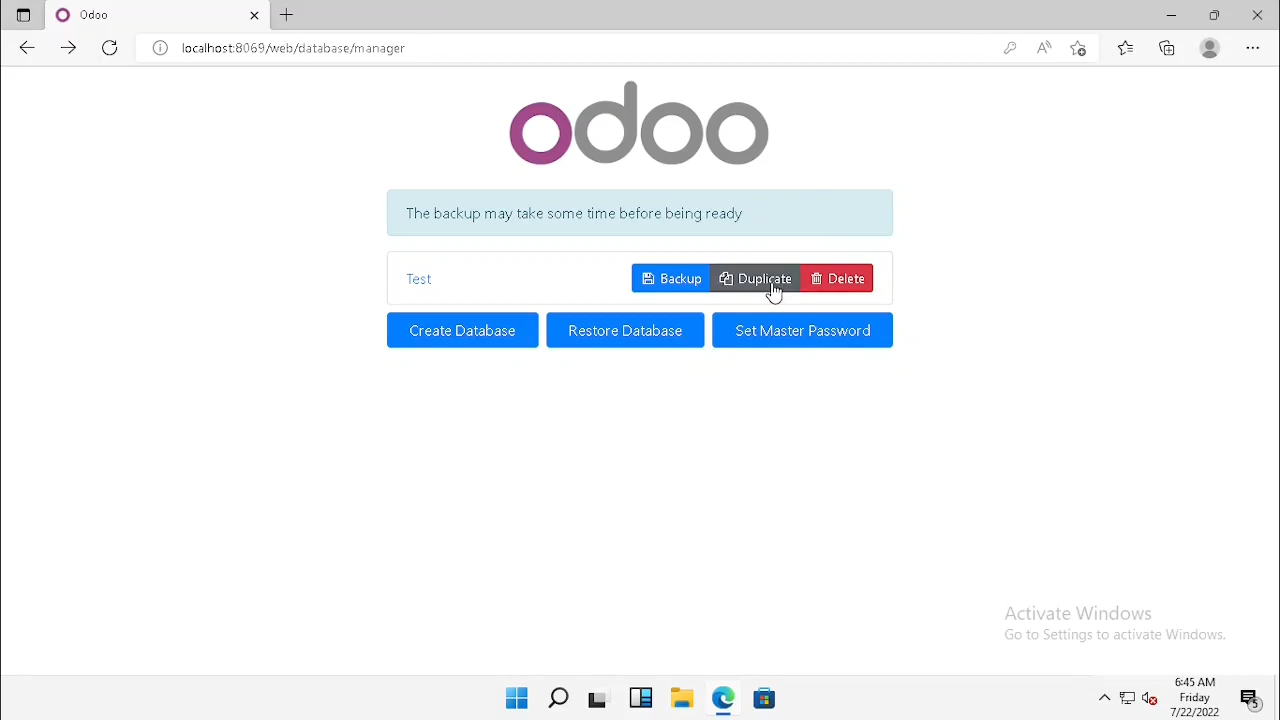 Odoo
localhost:8069/web/database/manager
odoo
The backup may take some time before being ready
Test
Backup Duplicate Delete
Create Database Restore Database Set Master Password
Activate Windows
Go to Settings to activate Windows.
6:45 AM
Friday
7/22/2022
5